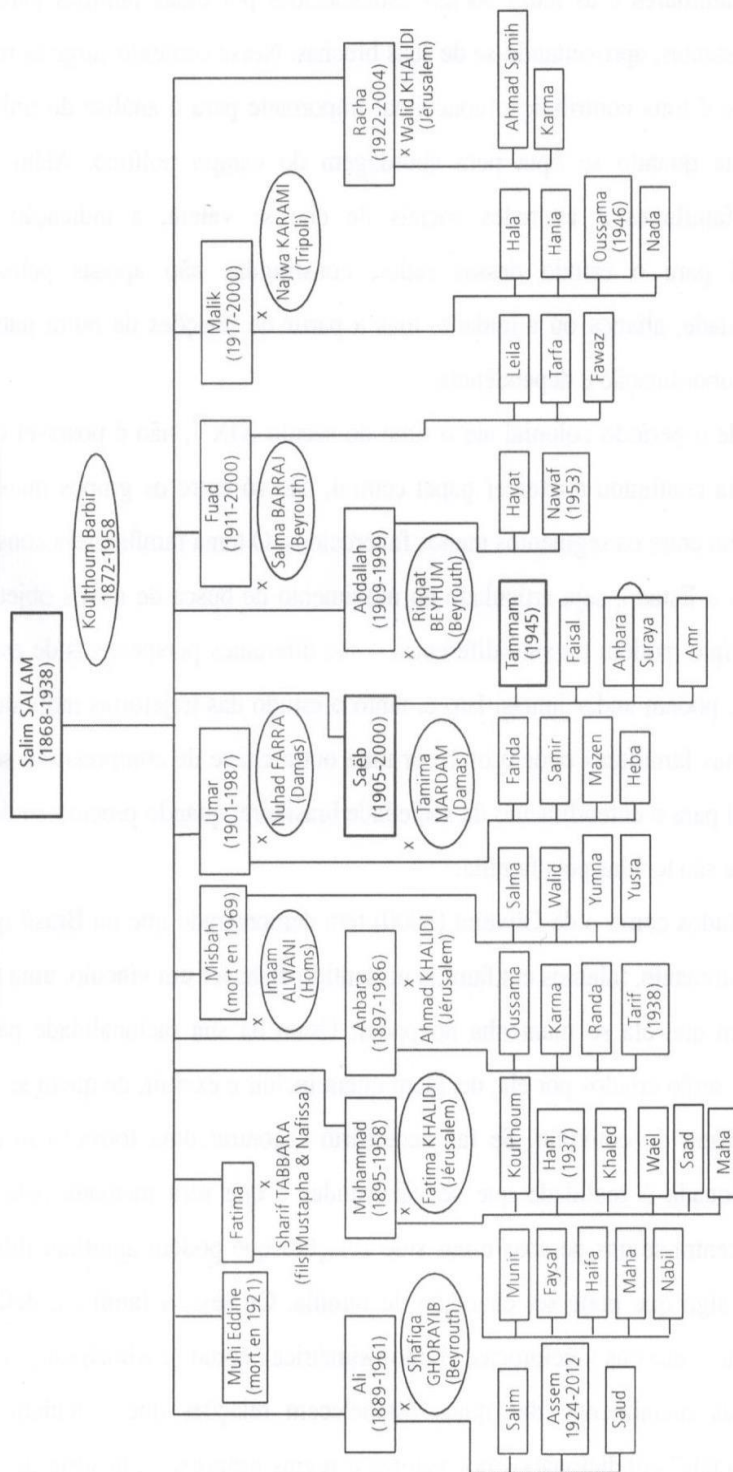 Salim SALAM
(1868-1938)
Koulthoum Barbir
1872-1958
Muhi Eddine
(mort en 1921)
Fatima
x
Sharif TABBARA
(fils Mustapha & Nafissa)
Misbah
(mort en 1969)
x
Inaam
ALWANI
(Homs)
Omar
(1901-1987)
x
Nuhad FARRA
(Damas)
Fuad
(1911-2000)
x
Salma BARRAJ
(Beyrouth)
Malik
(1917-2000)
x
Najwa KARAMI
(Tripoli)
Racha
(1922-2004)
x Walid KHALIDI
(Jérusalem)
Ali
(1889-1961)
x
Shafiqa
GHORAYIB
(Beyrouth)
Muhammad
(1895-1958)
x
Fatima KHALIDI
(Jérusalem)
Anbara
(1897-1986)
x
Ahmad KHALIDI
(Jérusalem)
Saëb
(1905-2000)
x
Tamima
MARDAM
(Damas)
Abdallah
(1909-1999)
x
Riqqat
BEYHUM
(Beyrouth)
Salim
Assem
1924-2012
Saud
Munir
Faysal
Haifa
Maha
Nabil
Koulthoum
Hani
(1937)
Khaled
Waël
Saad
Maha
Oussama
Karma
Randa
Tarif
(1938)
Salma
Walid
Yumna
Yusra
Farida
Samir
Mazen
Heba
Tammam
(1945)
Faisal
Anbara
Suraya
Amr
Hayat
Nawaf
(1953)
Leila
Tarfa
Fawaz
Hala
Hania
Oussama
(1946)
Nada
Ahmad Samih
Karma